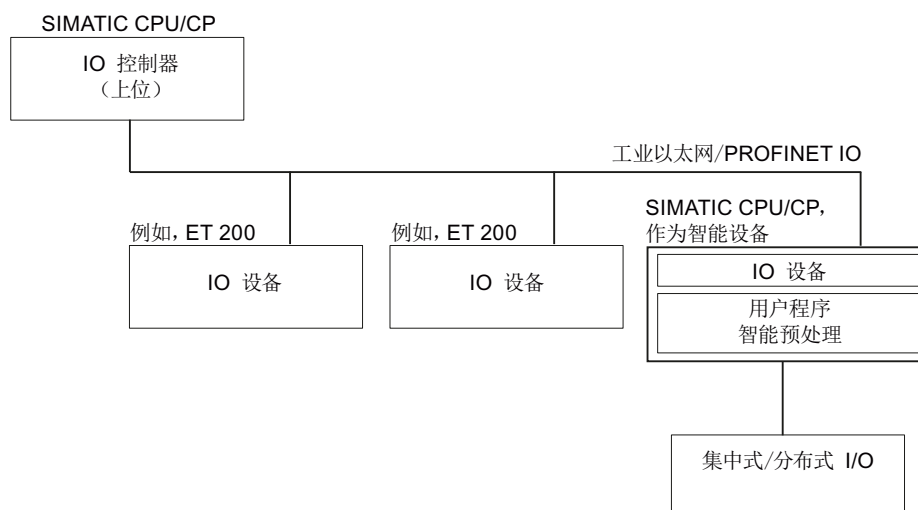 SIMATIC CPU/CP
IO 控制器
（上位）
工业以太网/PROFINET IO
例如，ET 200
IO 设备
例如，ET 200
IO 设备
SIMATIC CPU/CP，
作为智能设备
IO 设备
用户程序
智能预处理
集中式/分布式 I/O